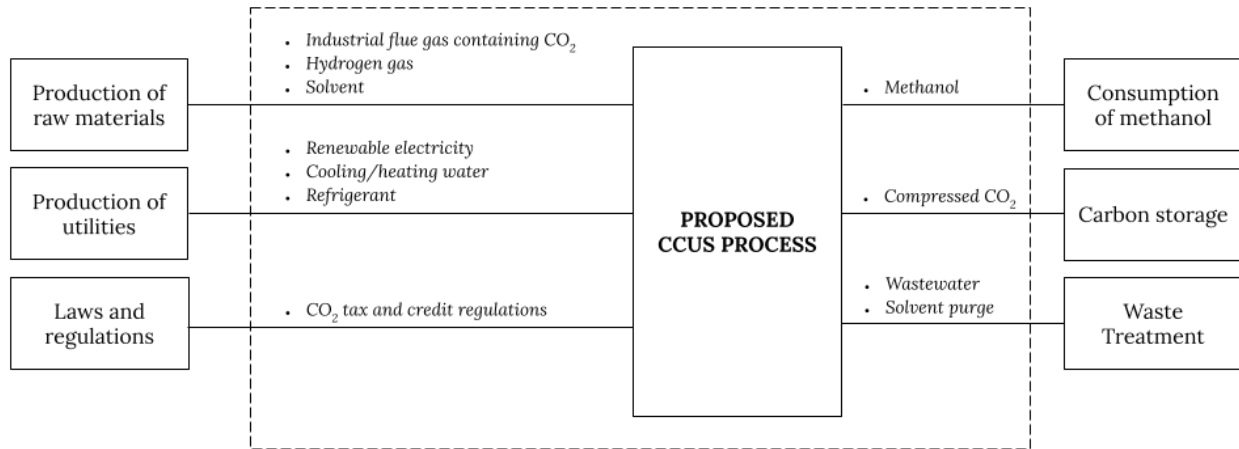 Production of
raw materials
• Industrial flue gas containing CO₂
• Hydrogen gas
• Solvent
Production of
utilities
• Renewable electricity
• Cooling/heating water
• Refrigerant
Laws and
regulations
• CO₂ tax and credit regulations
PROPOSED
CCUS PROCESS
• Methanol
Consumption
of methanol
• Compressed CO₂
Carbon storage
• Wastewater
• Solvent purge
Waste
Treatment